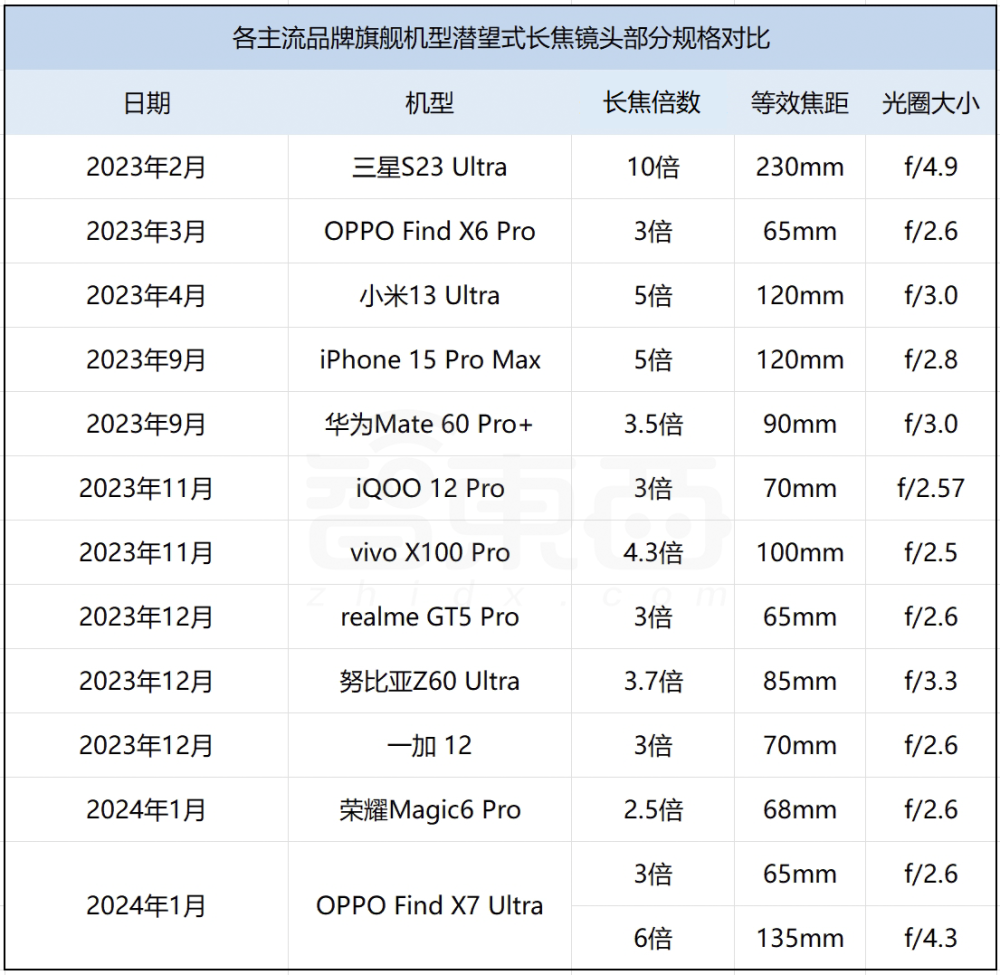 各主流品牌旗舰机型潜望式长焦镜头部分规格对比
日期 机型 长焦倍数 等效焦距 光圈大小
2023年2月 三星S23 Ultra 10倍 230mm f/4.9
2023年3月 OPPO Find X6 Pro 3倍 65mm f/2.6
2023年4月 小米13 Ultra 5倍 120mm f/3.0
2023年9月 iPhone 15 Pro Max 5倍 120mm f/2.8
2023年9月 华为Mate 60 Pro+ 3.5倍 90mm f/3.0
2023年11月 iQOO 12 Pro 3倍 70mm f/2.57
2023年11月 vivo X100 Pro 4.3倍 100mm f/2.5
2023年12月 realme GT5 Pro 3倍 65mm f/2.6
2023年12月 努比亚Z60 Ultra 3.7倍 85mm f/3.3
2023年12月 一加 12 3倍 70mm f/2.6
2024年1月 荣耀Magic6 Pro 2.5倍 68mm f/2.6
2024年1月 OPPO Find X7 Ultra 3倍 65mm f/2.6
6倍 135mm f/4.3
智東西
zhidx.com